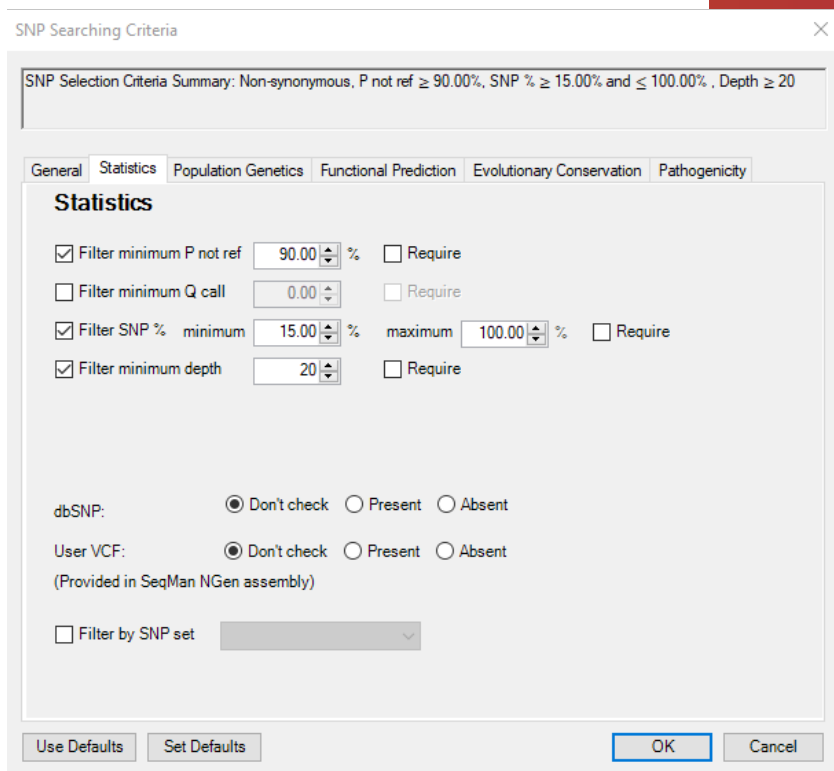 SNP Searching Criteria
SNP Selection Criteria Summary: Non-synonymous, P not ref ≥ 90.00%, SNP % ≥ 15.00% and ≤ 100.00% , Depth ≥ 20
General Statistics Population Genetics Functional Prediction Evolutionary Conservation Pathogenicity
Statistics
Filter minimum P not ref 90.00 % Require
Filter minimum Q call 0.00 Require
Filter SNP % minimum 15.00 % maximum 100.00 % Require
Filter minimum depth 20 Require
dbSNP: Don't check Present Absent
User VCF: Don't check Present Absent
(Provided in SeqMan NGen assembly)
Filter by SNP set
Use Defaults Set Defaults OK Cancel